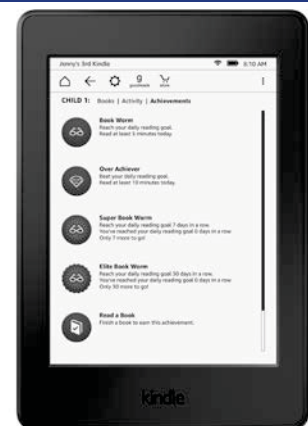 Jenny's 3rd Kindle 8:10 AM
goodreads store
CHILD 1: Books | Activity | Achievements
Book Worm
Reach your daily reading goal.
Read at least 5 minutes today.
Over Achiever
Beat your daily reading goal.
Read at least 10 minutes today.
Super Book Worm
Reach your daily reading goal 7 days in a row.
You've reached your daily reading goal 0 days in a row
Only 7 more to go!
Elite Book Worm
Reach your daily reading goal 30 days in a row.
You've reached your daily reading goal 0 days in a row
Only 30 more to go!
Read a Book
Finish a book to earn this achievement.
kindle